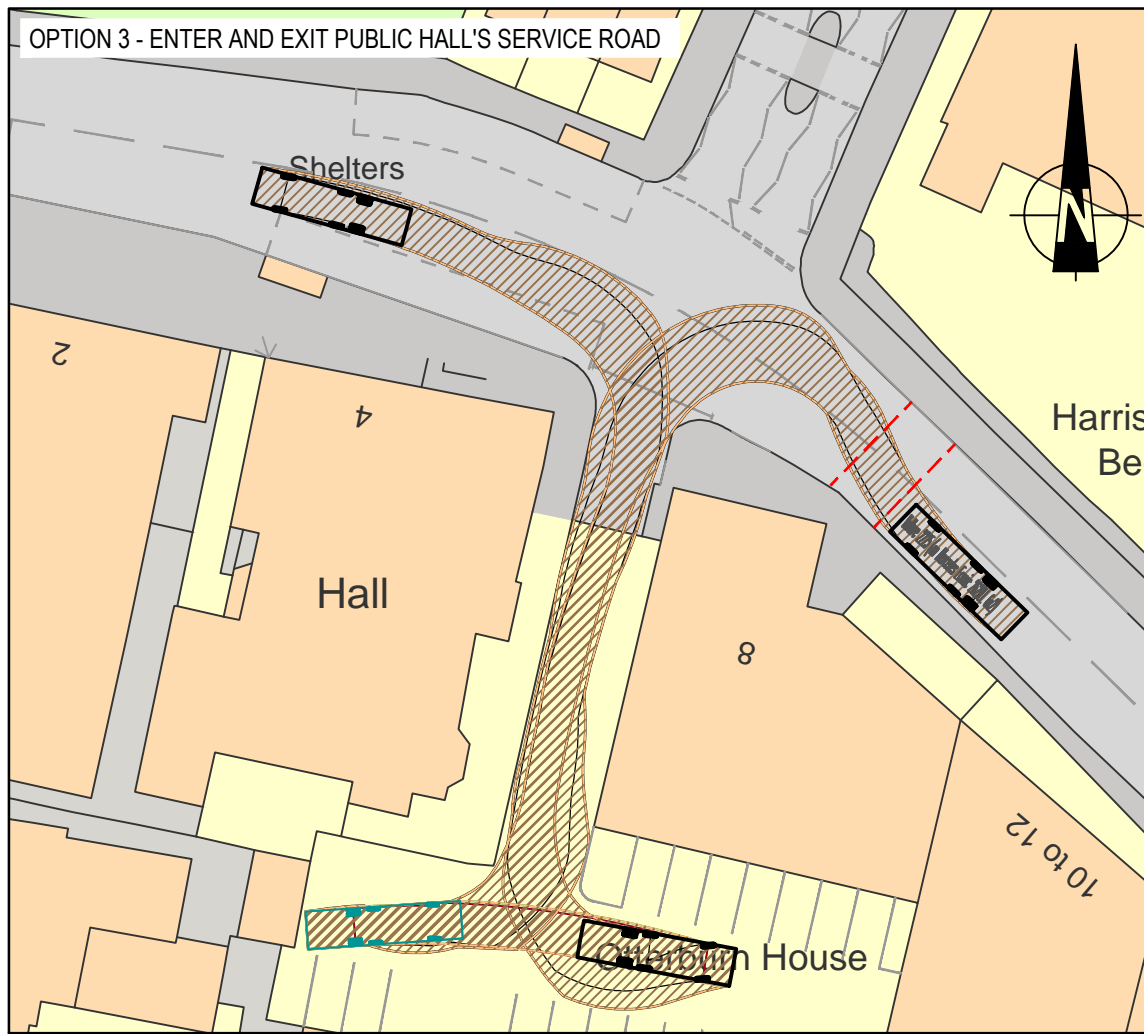 OPTION 3 - ENTER AND EXIT PUBLIC HALL'S SERVICE ROAD
Shelters
N
2
4
Harris
Be
Hall
8
10 to 12
Otterburn House